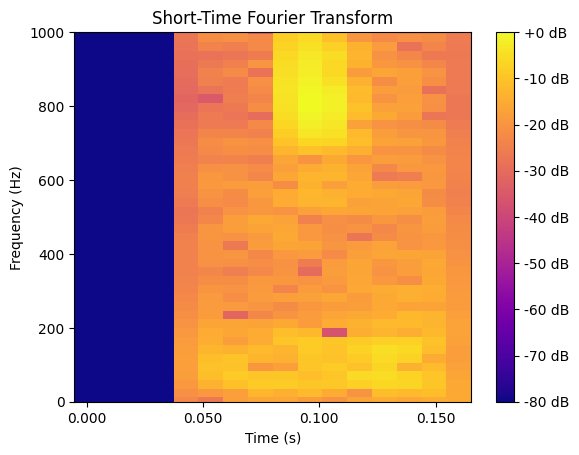 Short-Time Fourier Transform
1000
800
600
400
200
0
Frequency (Hz)
0.000
0.050
0.100
0.150
Time (s)
+0 dB
-10 dB
-20 dB
-30 dB
-40 dB
-50 dB
-60 dB
-70 dB
-80 dB